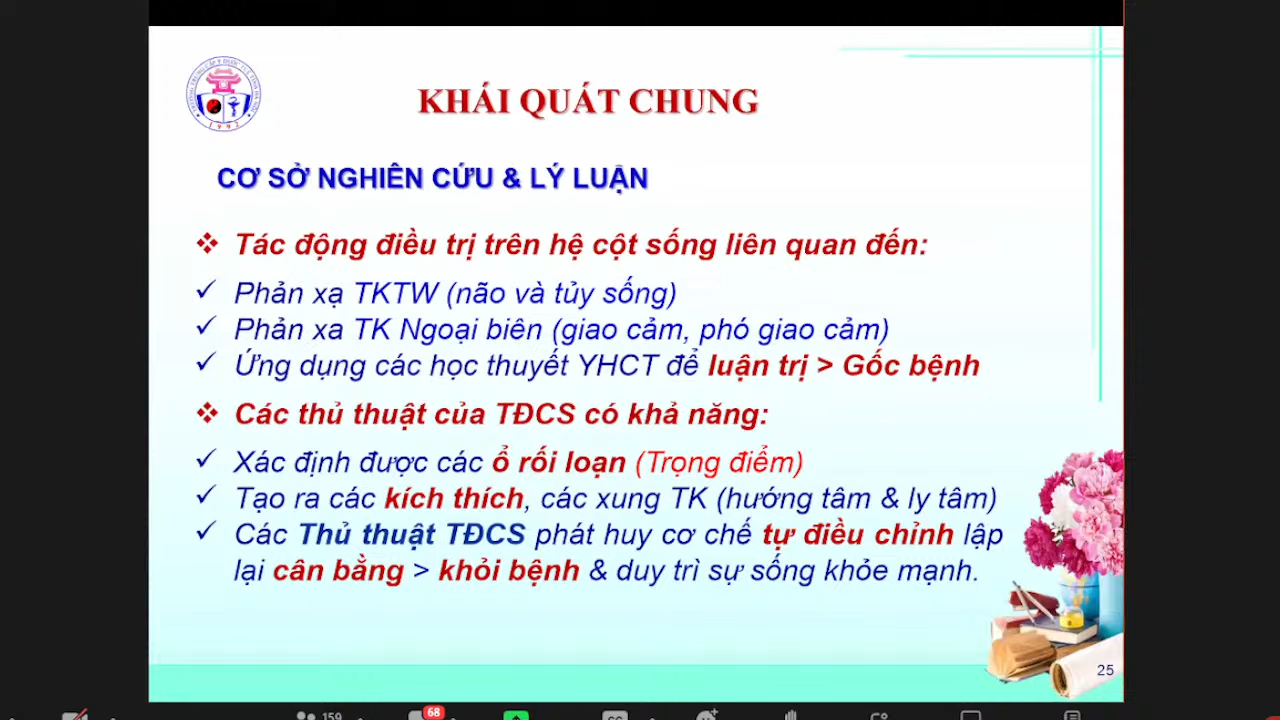 KHÁI QUÁT CHUNG
CƠ SỞ NGHIÊN CỨU & LÝ LUẬN
Tác động điều trị trên hệ cột sống liên quan đến:
Phản xạ TKTW (não và tủy sống)
Phản xa TK Ngoại biên (giao cảm, phó giao cảm)
Ứng dụng các học thuyết YHCT để luận trị > Gốc bệnh
Các thủ thuật của TĐCS có khả năng:
Xác định được các ổ rối loạn (Trọng điểm)
Tạo ra các kích thích, các xung TK (hướng tâm & ly tâm)
Các Thủ thuật TĐCS phát huy cơ chế tự điều chỉnh lập
lại cân bằng > khỏi bệnh & duy trì sự sống khỏe mạnh.
25
159
68